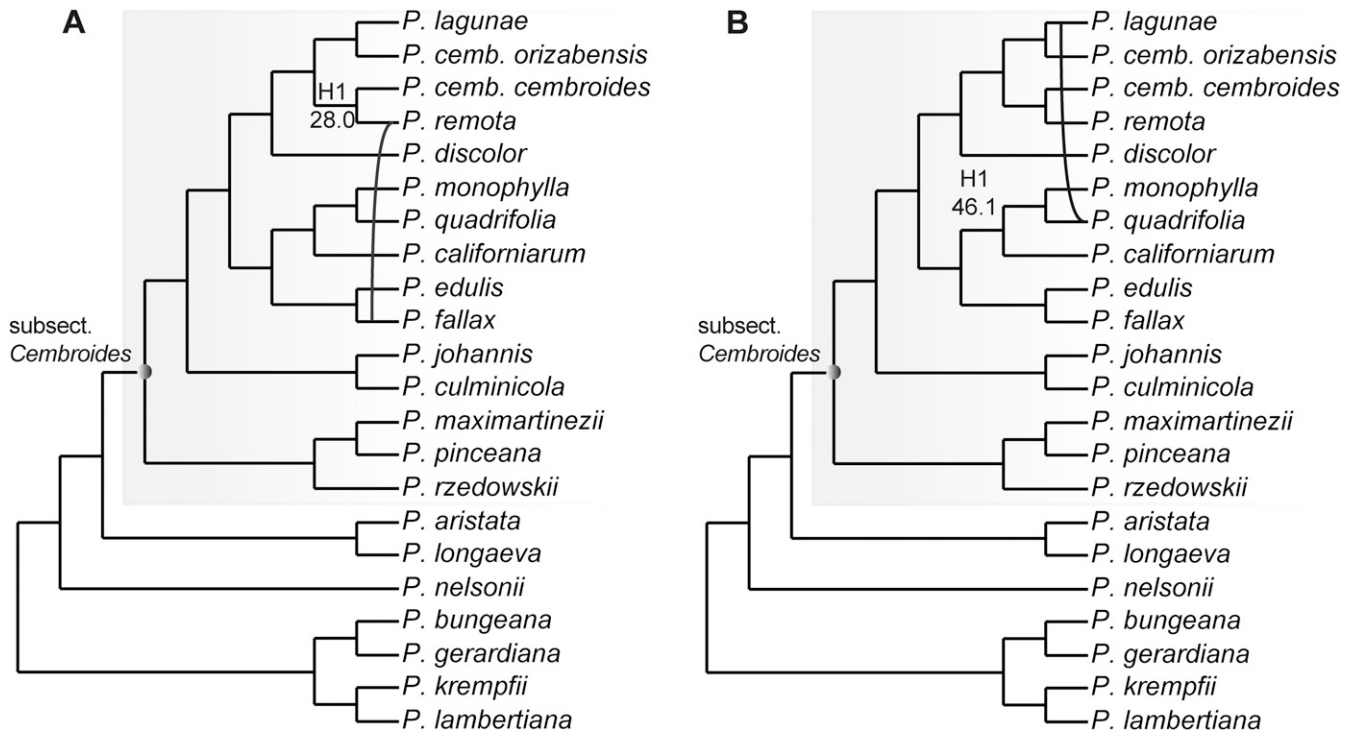 A
P. lagunae
P. cemb. orizabensis
P. cemb. cembroides
H1
28.0
P. remota
P. discolor
P. monophylla
P. quadrifolia
P. californiarum
P. edulis
P. fallax
subsect.
Cembroides
P. johannis
P. culminicola
P. maximartinezii
P. pinceana
P. rzedowskii
P. aristata
P. longaeva
P. nelsonii
P. bungeana
P. gerardiana
P. krempfii
P. lambertiana
B
P. lagunae
P. cemb. orizabensis
P. cemb. cembroides
P. remota
P. discolor
H1
46.1
P. monophylla
P. quadrifolia
P. californiarum
P. edulis
P. fallax
subsect.
Cembroides
P. johannis
P. culminicola
P. maximartinezii
P. pinceana
P. rzedowskii
P. aristata
P. longaeva
P. nelsonii
P. bungeana
P. gerardiana
P. krempfii
P. lambertiana